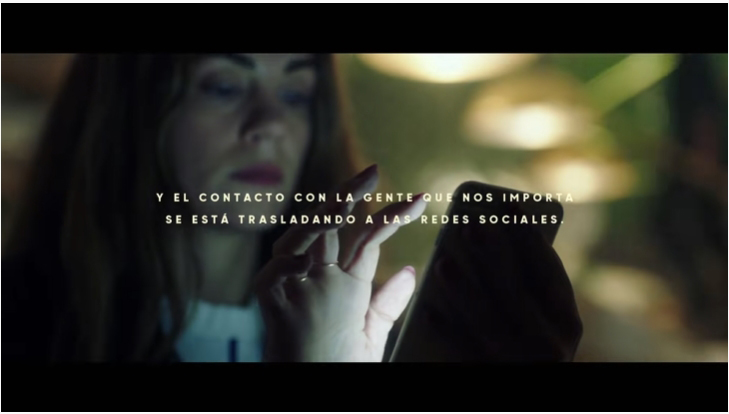 Y EL CONTACTO CON LA GENTE QUE NOS IMPORTA
SE ESTÁ TRASLADANDO A LAS REDES SOCIALES.